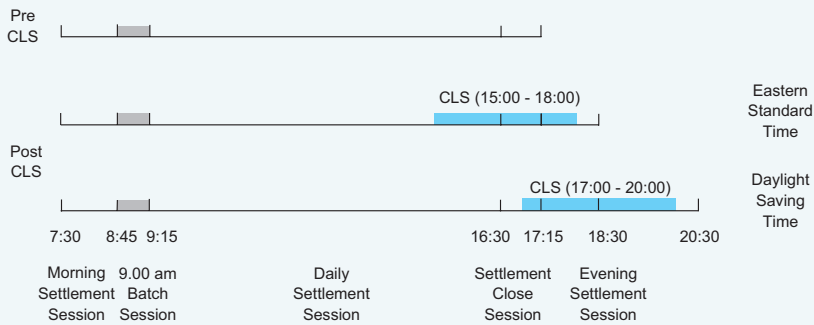 Pre
CLS
CLS (15:00 - 18:00)
Eastern
Standard
Time
Post
CLS
CLS (17:00 - 20:00)
Daylight
Saving
Time
7:30 8:45 9:15 16:30 17:15 18:30 20:30
Morning
Settlement
Session
9.00 am
Batch
Session
Daily
Settlement
Session
Settlement
Close
Session
Evening
Settlement
Session